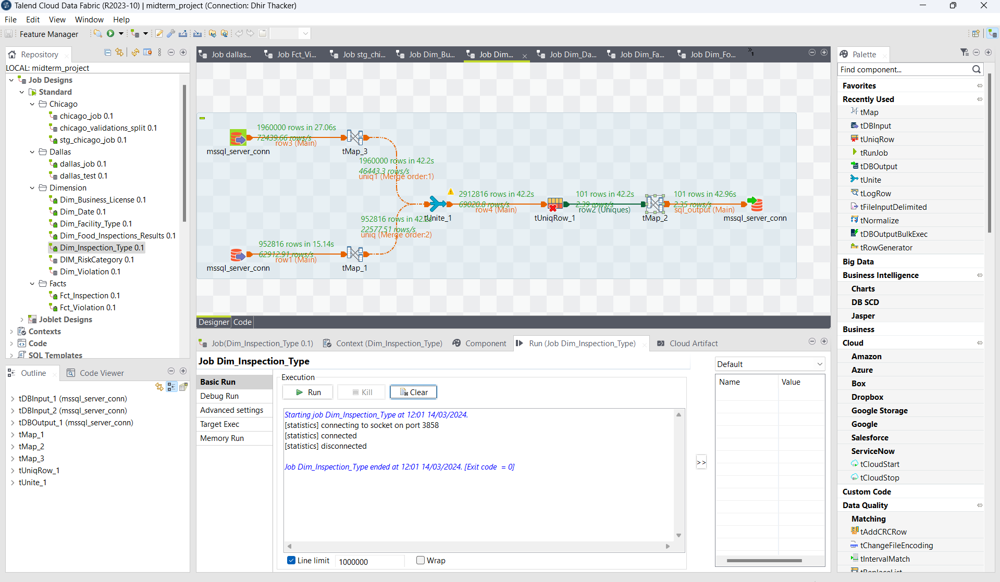 Talend Cloud Data Fabric (R2023-10) | midterm_project (Connection: Dhir Thacker)
File Edit View Window Help
Feature Manager
Repository
LOCAL: midterm_project
Job Designs
Standard
Chicago
chicago_job 0.1
chicago_validations_split 0.1
stg_chicago_job 0.1
Dallas
dallas_job 0.1
dallas_test 0.1
Dimension
Dim_Business_License 0.1
Dim_Date 0.1
Dim_Facility_Type 0.1
Dim_Food_Inspections_Results 0.1
Dim_Inspection_Type 0.1
DIM_RiskCategory 0.1
Dim_Violation 0.1
Facts
Fct_Inspection 0.1
Fct_Violation 0.1
Joblet Designs
Contexts
Code
SQL Templates
Outline
Code Viewer
tDBInput_1 (mssql_server_conn)
tDBInput_2 (mssql_server_conn)
tDBOutput_1 (mssql_server_conn)
tMap_1
tMap_2
tMap_3
tUniqRow_1
tUnite_1
Job dallas... Job Fct_Vi... Job stg_chi... Job Dim_Bu... Job Dim... Job Dim_Da... Job Dim_Fa... Job Dim_Fo... »1
1960000 rows in 27.06s
72439.66 rows/s
row3 (Main)
mssql_server_conn
tMap_3
1960000 rows in 42.2s
46443.3 rows/s
uniq1 (Merge order:1)
2912816 rows in 42.2s
69020.8 rows/s
row4 (Main)
101 rows in 42.2s
2.39 rows/s
row2 (Uniques)
101 rows in 42.96s
2.35 rows/s
sql_output (Main)
tUnite_1
tUniqRow_1
tMap_2
mssql_server_conn
952816 rows in 42.2s
22577.51 rows/s
uniq (Merge order:2)
952816 rows in 15.14s
62912.91 rows/s
row1 (Main)
mssql_server_conn
tMap_1
Designer Code
Job(Dim_Inspection_Type 0.1) Context (Dim_Inspection_Type) Component Run (Job Dim_Inspection_Type) Cloud Artifact
Job Dim_Inspection_Type
Basic Run
Debug Run
Advanced settings
Target Exec
Memory Run
Execution
Run Kill Clear
Starting job Dim_Inspection_Type at 12:01 14/03/2024.
[statistics] connecting to socket on port 3858
[statistics] connected
[statistics] disconnected
Job Dim_Inspection_Type ended at 12:01 14/03/2024. [Exit code  = 0]
Line limit 1000000 Wrap
>>
Default
Name Value
Palette
Find component...
Favorites
Recently Used
tMap
tDBInput
tUniqRow
tRunJob
tDBOutput
tUnite
tLogRow
tFileInputDelimited
tNormalize
tDBOutputBulkExec
tRowGenerator
Big Data
Business Intelligence
Charts
DB SCD
Jasper
Business
Cloud
Amazon
Azure
Box
Dropbox
Google Storage
Google
Salesforce
ServiceNow
tCloudStart
tCloudStop
Custom Code
Data Quality
Matching
tAddCRCRow
tChangeFileEncoding
tIntervalMatch
tReplaceList